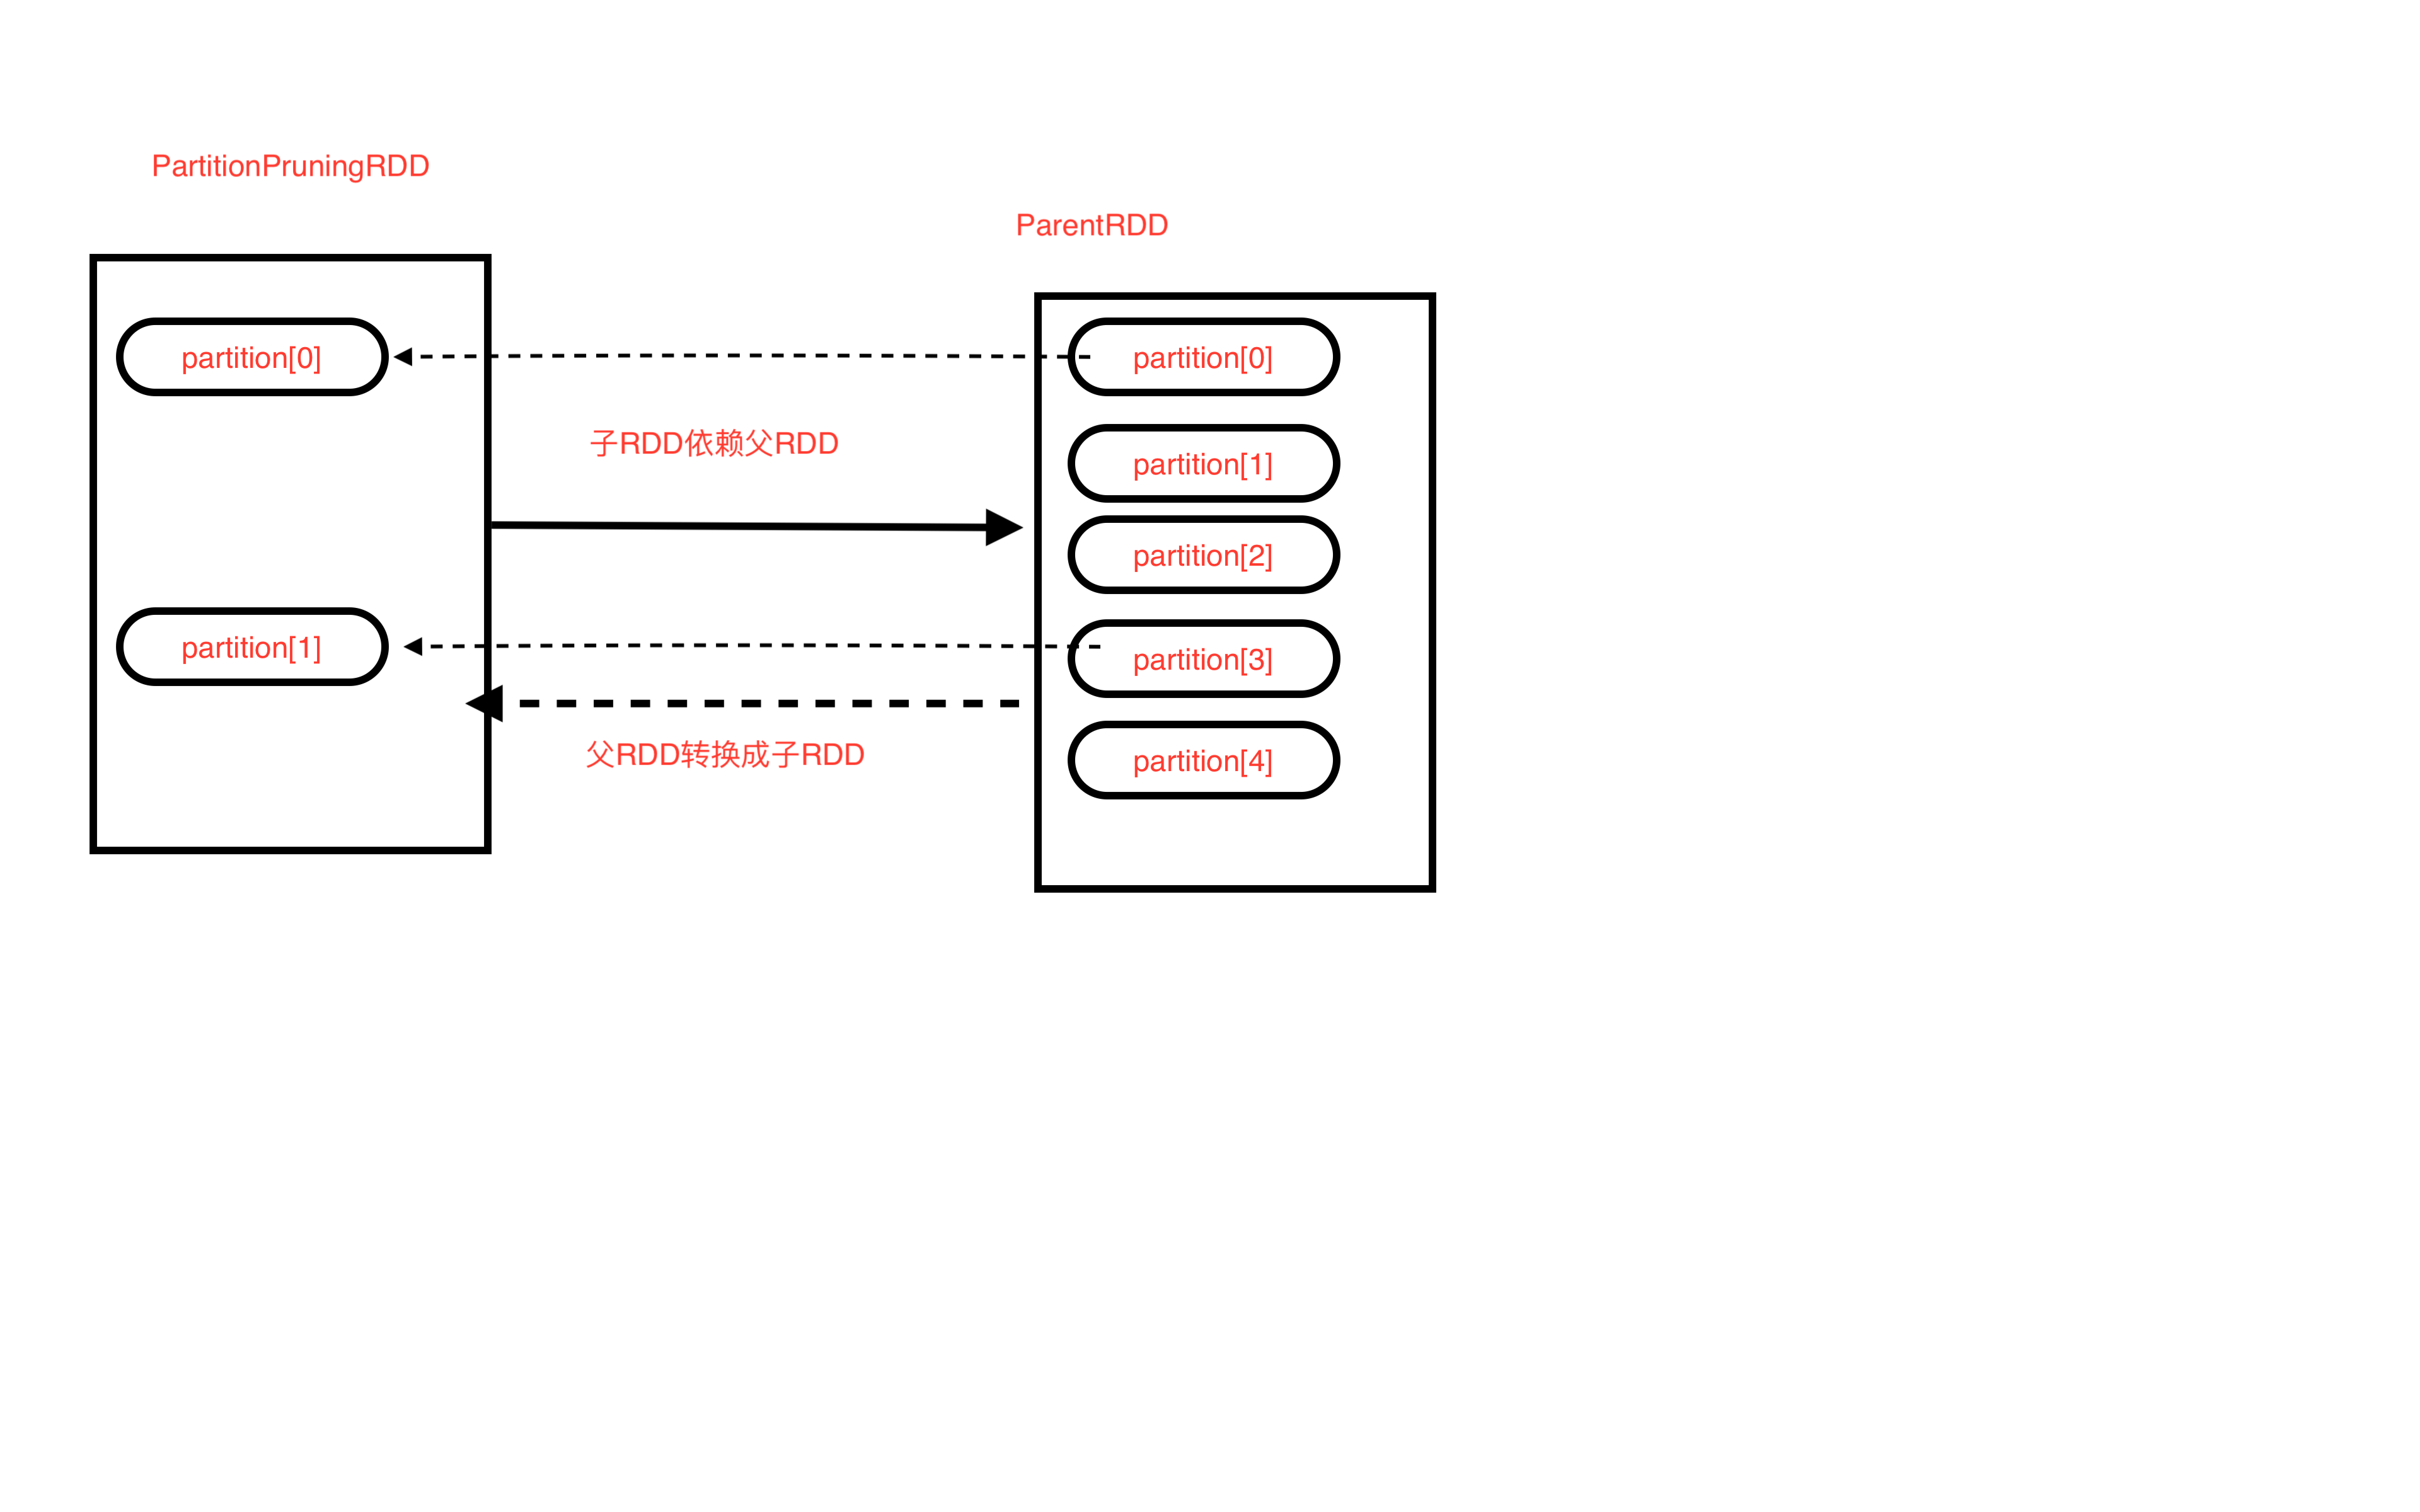 PartitionPruningRDD
ParentRDD
partition[0]
partition[0]
子RDD依赖父RDD
partition[1]
partition[2]
partition[1]
partition[3]
父RDD转换成子RDD
partition[4]